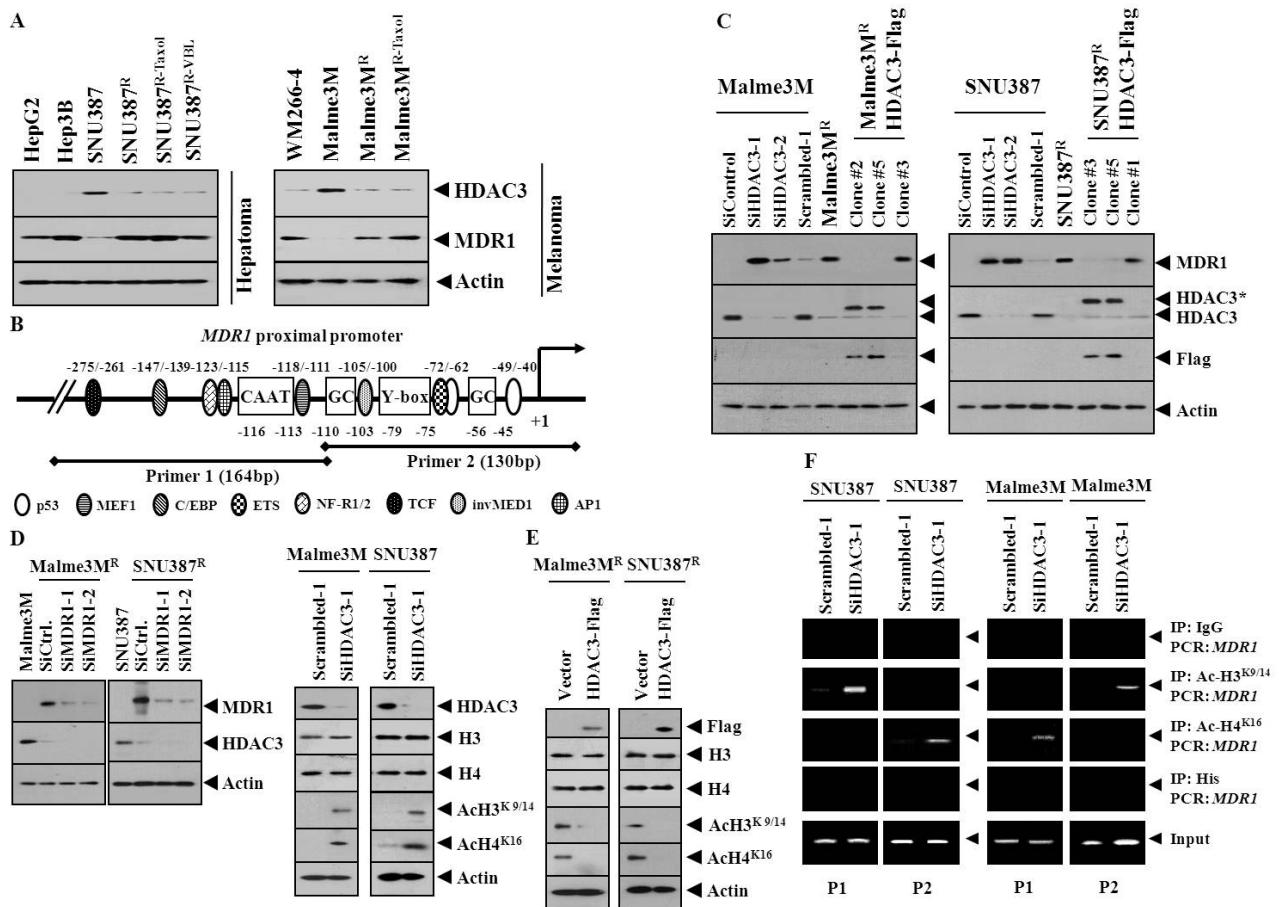 A
HepG2
Hep3B
SNU387
SNU387R
SNU387R-Taxol
SNU387R-VBL
Hepatoma
WM266-4
Malme3M
Malme3MR
Malme3MR-Taxol
HDAC3
MDR1
Actin
Melanoma
B
MDR1 proximal promoter
-275/-261 -147/-139 -123/-115 -118/-111 -105/-100 -72/-62 -49/-40
CAAT GC Y-box GC
-116 -113 -110 -103 -79 -75 -56 -45 +1
Primer 1 (164bp)
Primer 2 (130bp)
p53 MEF1 C/EBP ETS NF-R1/2 TCF invMED1 AP1
C
Malme3M
Malme3MR HDAC3-Flag
SiControl
SiHDAC3-1
SiHDAC3-2
Scrambled-1
Malme3MR
Clone #2
Clone #5
Clone #3
SNU387
SNU387R HDAC3-Flag
SiControl
SiHDAC3-1
SiHDAC3-2
Scrambled-1
SNU387R
Clone #3
Clone #5
Clone #1
MDR1
HDAC3*
HDAC3
Flag
Actin
D
Malme3MR
SNU387R
Malme3M
SiCtrl.
SiMDR1-1
SiMDR1-2
SNU387
SiCtrl.
SiMDR1-1
SiMDR1-2
MDR1
HDAC3
Actin
Malme3M
SNU387
Scrambled-1
SiHDAC3-1
Scrambled-1
SiHDAC3-1
HDAC3
H3
H4
AcH3K 9/14
AcH4K16
Actin
E
Malme3MR
SNU387R
Vector
HDAC3-Flag
Vector
HDAC3-Flag
Flag
H3
H4
AcH3K 9/14
AcH4K16
Actin
F
SNU387
SNU387
Malme3M
Malme3M
Scrambled-1
SiHDAC3-1
Scrambled-1
SiHDAC3-1
Scrambled-1
SiHDAC3-1
Scrambled-1
SiHDAC3-1
IP: IgG
PCR: MDR1
IP: Ac-H3K9/14
PCR: MDR1
IP: Ac-H4K16
PCR: MDR1
IP: His
PCR: MDR1
Input
P1 P2 P1 P2